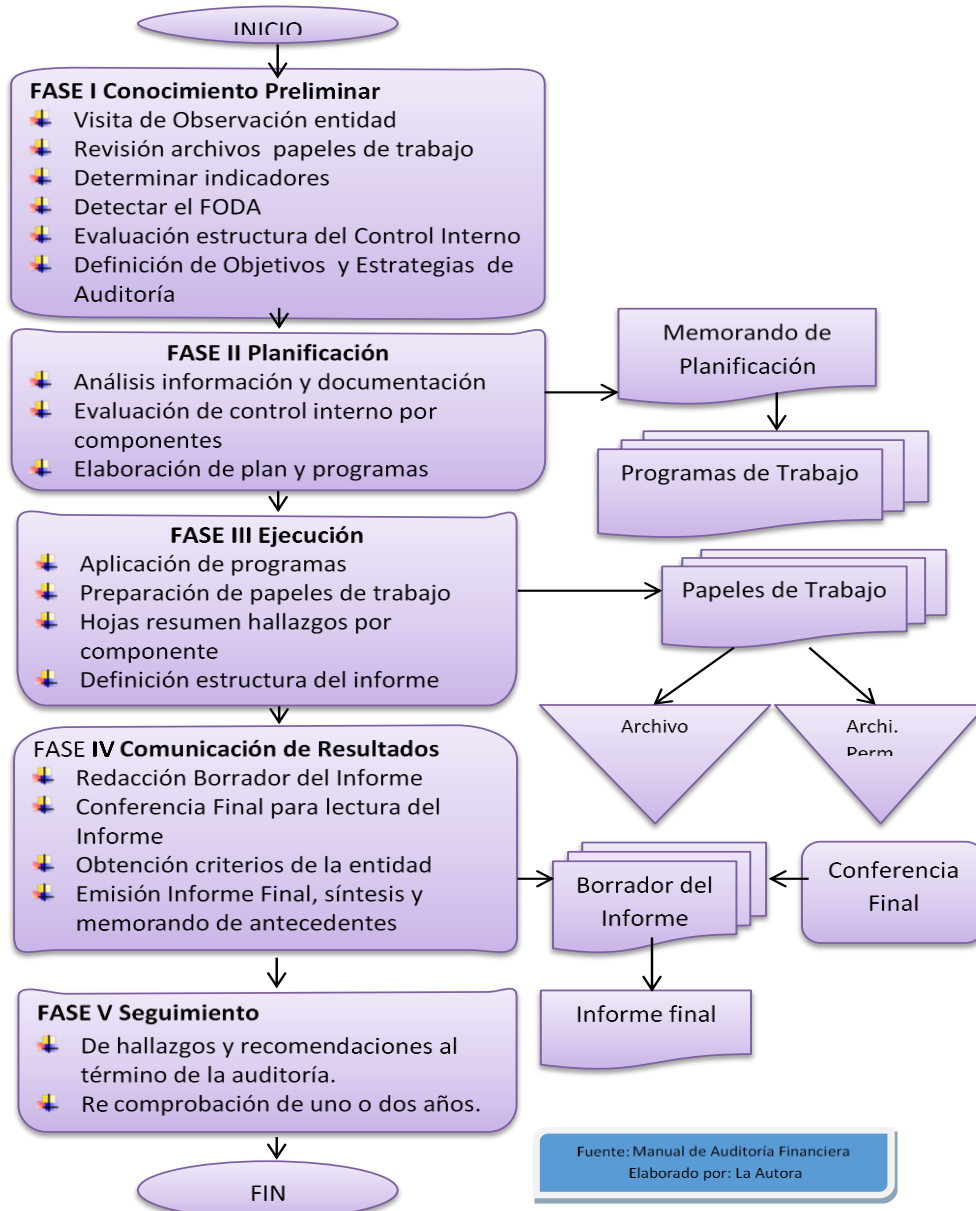 INICIO
FASE I Conocimiento Preliminar
Visita de Observación entidad
Revisión archivos papeles de trabajo
Determinar indicadores
Detectar el FODA
Evaluación estructura del Control Interno
Definición de Objetivos y Estrategias de
Auditoría
FASE II Planificación
Análisis información y documentación
Evaluación de control interno por
componentes
Elaboración de plan y programas
Memorando de
Planificación
Programas de Trabajo
FASE III Ejecución
Aplicación de programas
Preparación de papeles de trabajo
Hojas resumen hallazgos por
componente
Definición estructura del informe
Papeles de Trabajo
Archivo
Archi.
Perm
FASE IV Comunicación de Resultados
Redacción Borrador del Informe
Conferencia Final para lectura del
Informe
Obtención criterios de la entidad
Emisión Informe Final, síntesis y
memorando de antecedentes
Borrador del
Informe
Conferencia
Final
Informe final
FASE V Seguimiento
De hallazgos y recomendaciones al
término de la auditoría.
Re comprobación de uno o dos años.
FIN
Fuente: Manual de Auditoría Financiera
Elaborado por: La Autora